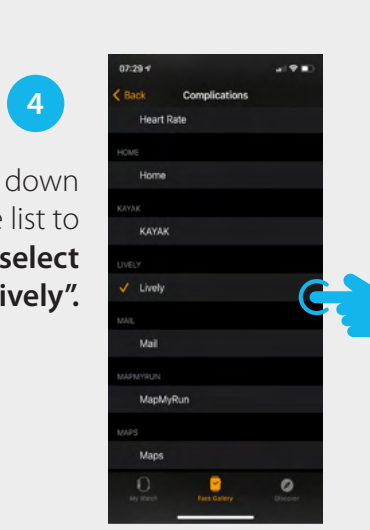 4
down
e list to
select
ively”.
07:29
Back
Complications
Heart Rate
HOME
Home
KAYAK
KAYAK
LIVELY
Lively
MAIL
Mail
MAPMYRUN
MapMyRun
MAPS
Maps
My Watch
Face Gallery
Discover